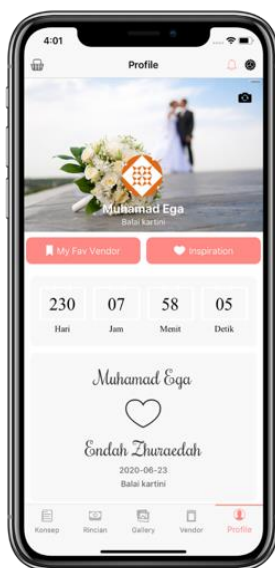 4:01
Profile
Muhamad Ega
Balai kartini
My Fav Vendor
Inspiration
230 07 58 05
Hari Jam Menit Detik
Muhamad Ega
Endah Zhuraedah
2020-06-23
Balai kartini
Konsep Rincian Gallery Vendor Profile